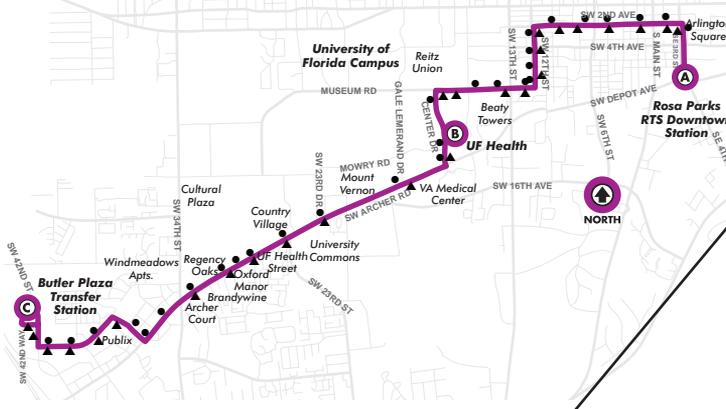 SW 2ND AVE
Arlington
Square
SW 13TH ST
SW 12TH ST
SW 4TH AVE
S MAIN ST
SE 3RD ST
University of
Florida Campus
Reitz
Union
A
MUSEUM RD
GALE LEMERAND DR
CENTER DR
Beaty
Towers
SW DEPOT AVE
Rosa Parks
RTS Downtown
Station
SE 4TH
SW 6TH ST
B
UF Health
SW 23RD DR
MOWRY RD
Mount
Vernon
SW ARCHER RD
VA Medical
Center
SW 16TH AVE
NORTH
Cultural
Plaza
SW 34TH ST
Country
Village
University
Commons
SW 42ND ST
Windmeadows
Apts.
Regency
Oaks
UF Health
Street
Oxford
Manor
Brandywine
SW 23RD ST
Archer
Court
Butler Plaza
Transfer
Station
C
Publix
SW 42ND WAY